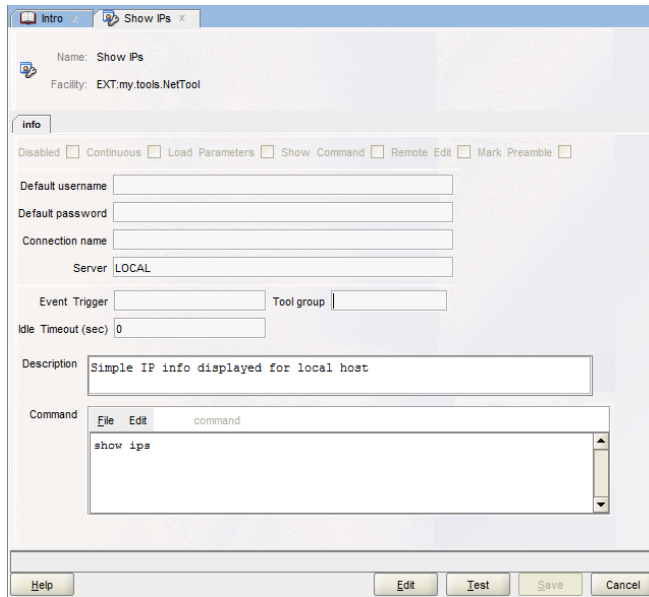 Intro x Show IPs x
Name: Show IPs
Facility: EXT:my.tools.NetTool
info
Disabled Continuous Load Parameters Show Command Remote Edit Mark Preamble
Default username
Default password
Connection name
Server LOCAL
Event Trigger Tool group
Idle Timeout (sec) 0
Description Simple IP info displayed for local host
Command File Edit command
show ips
Help Edit Test Save Cancel